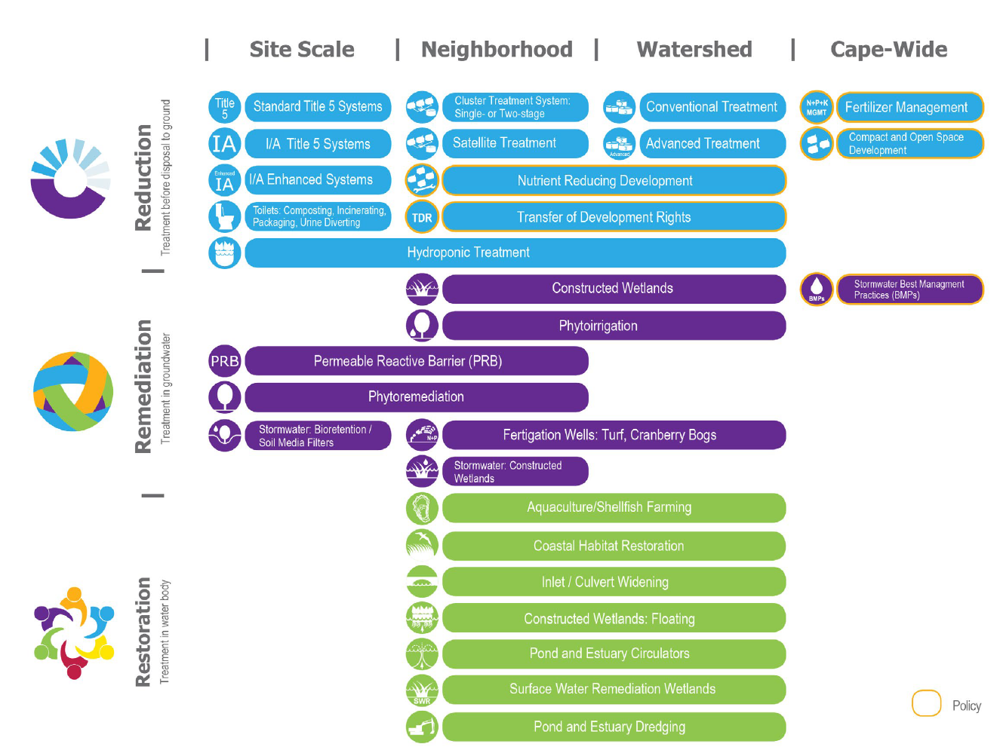 Site Scale
Neighborhood
Watershed
Cape-Wide
Reduction
Treatment before disposal to ground
Title
5
Standard Title 5 Systems
Cluster Treatment System:
Single- or Two-stage
Conventional Treatment
N+P+K
MGMT
Fertilizer Management
IA
I/A Title 5 Systems
Satellite Treatment
Advanced
Advanced Treatment
Compact and Open Space
Development
Enhanced
IA
I/A Enhanced Systems
Nutrient Reducing Development
Toilets: Composting, Incinerating,
Packaging, Urine Diverting
TDR
Transfer of Development Rights
Hydroponic Treatment
Remediation
Treatment in groundwater
Constructed Wetlands
BMPs
Stormwater Best Managment
Practices (BMPs)
Phytoirrigation
PRB
Permeable Reactive Barrier (PRB)
Phytoremediation
Stormwater: Bioretention /
Soil Media Filters
N+P
Fertigation Wells: Turf, Cranberry Bogs
Stormwater: Constructed
Wetlands
Restoration
Treatment in water body
Aquaculture/Shellfish Farming
Coastal Habitat Restoration
Inlet / Culvert Widening
Constructed Wetlands: Floating
Pond and Estuary Circulators
SWR
Surface Water Remediation Wetlands
Pond and Estuary Dredging
Policy